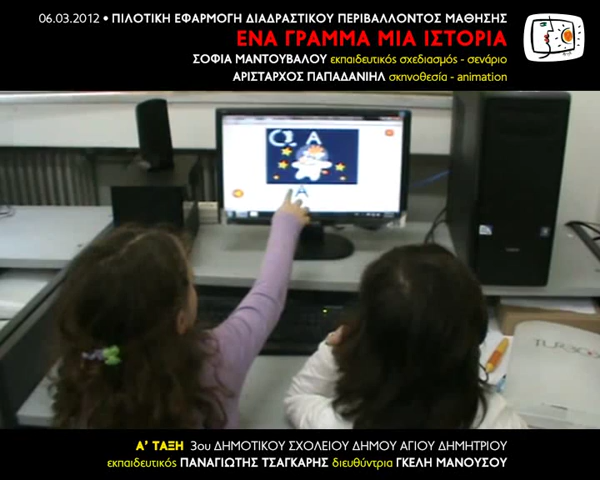 06.03.2012 • ΠΙΛΟΤΙΚΗ ΕΦΑΡΜΟΓΗ ΔΙΑΔΡΑΣΤΙΚΟΥ ΠΕΡΙΒΑΛΛΟΝΤΟΣ ΜΑΘΗΣΗΣ
ΕΝΑ ΓΡΑΜΜΑ ΜΙΑ ΙΣΤΟΡΙΑ
ΣΟΦΙΑ ΜΑΝΤΟΥΒΑΛΟΥ εκπαιδευτικός σχεδιασμός - σενάριο
ΑΡΙΣΤΑΡΧΟΣ ΠΑΠΑΔΑΝΙΗΛ σκηνοθεσία - animation
Α
Α
Α' ΤΑΞΗ 3ου ΔΗΜΟΤΙΚΟΥ ΣΧΟΛΕΙΟΥ ΔΗΜΟΥ ΑΓΙΟΥ ΔΗΜΗΤΡΙΟΥ
εκπαιδευτικός ΠΑΝΑΓΙΩΤΗΣ ΤΣΑΓΚΑΡΗΣ διευθύντρια ΓΚΕΛΗ ΜΑΝΟΥΣΟΥ